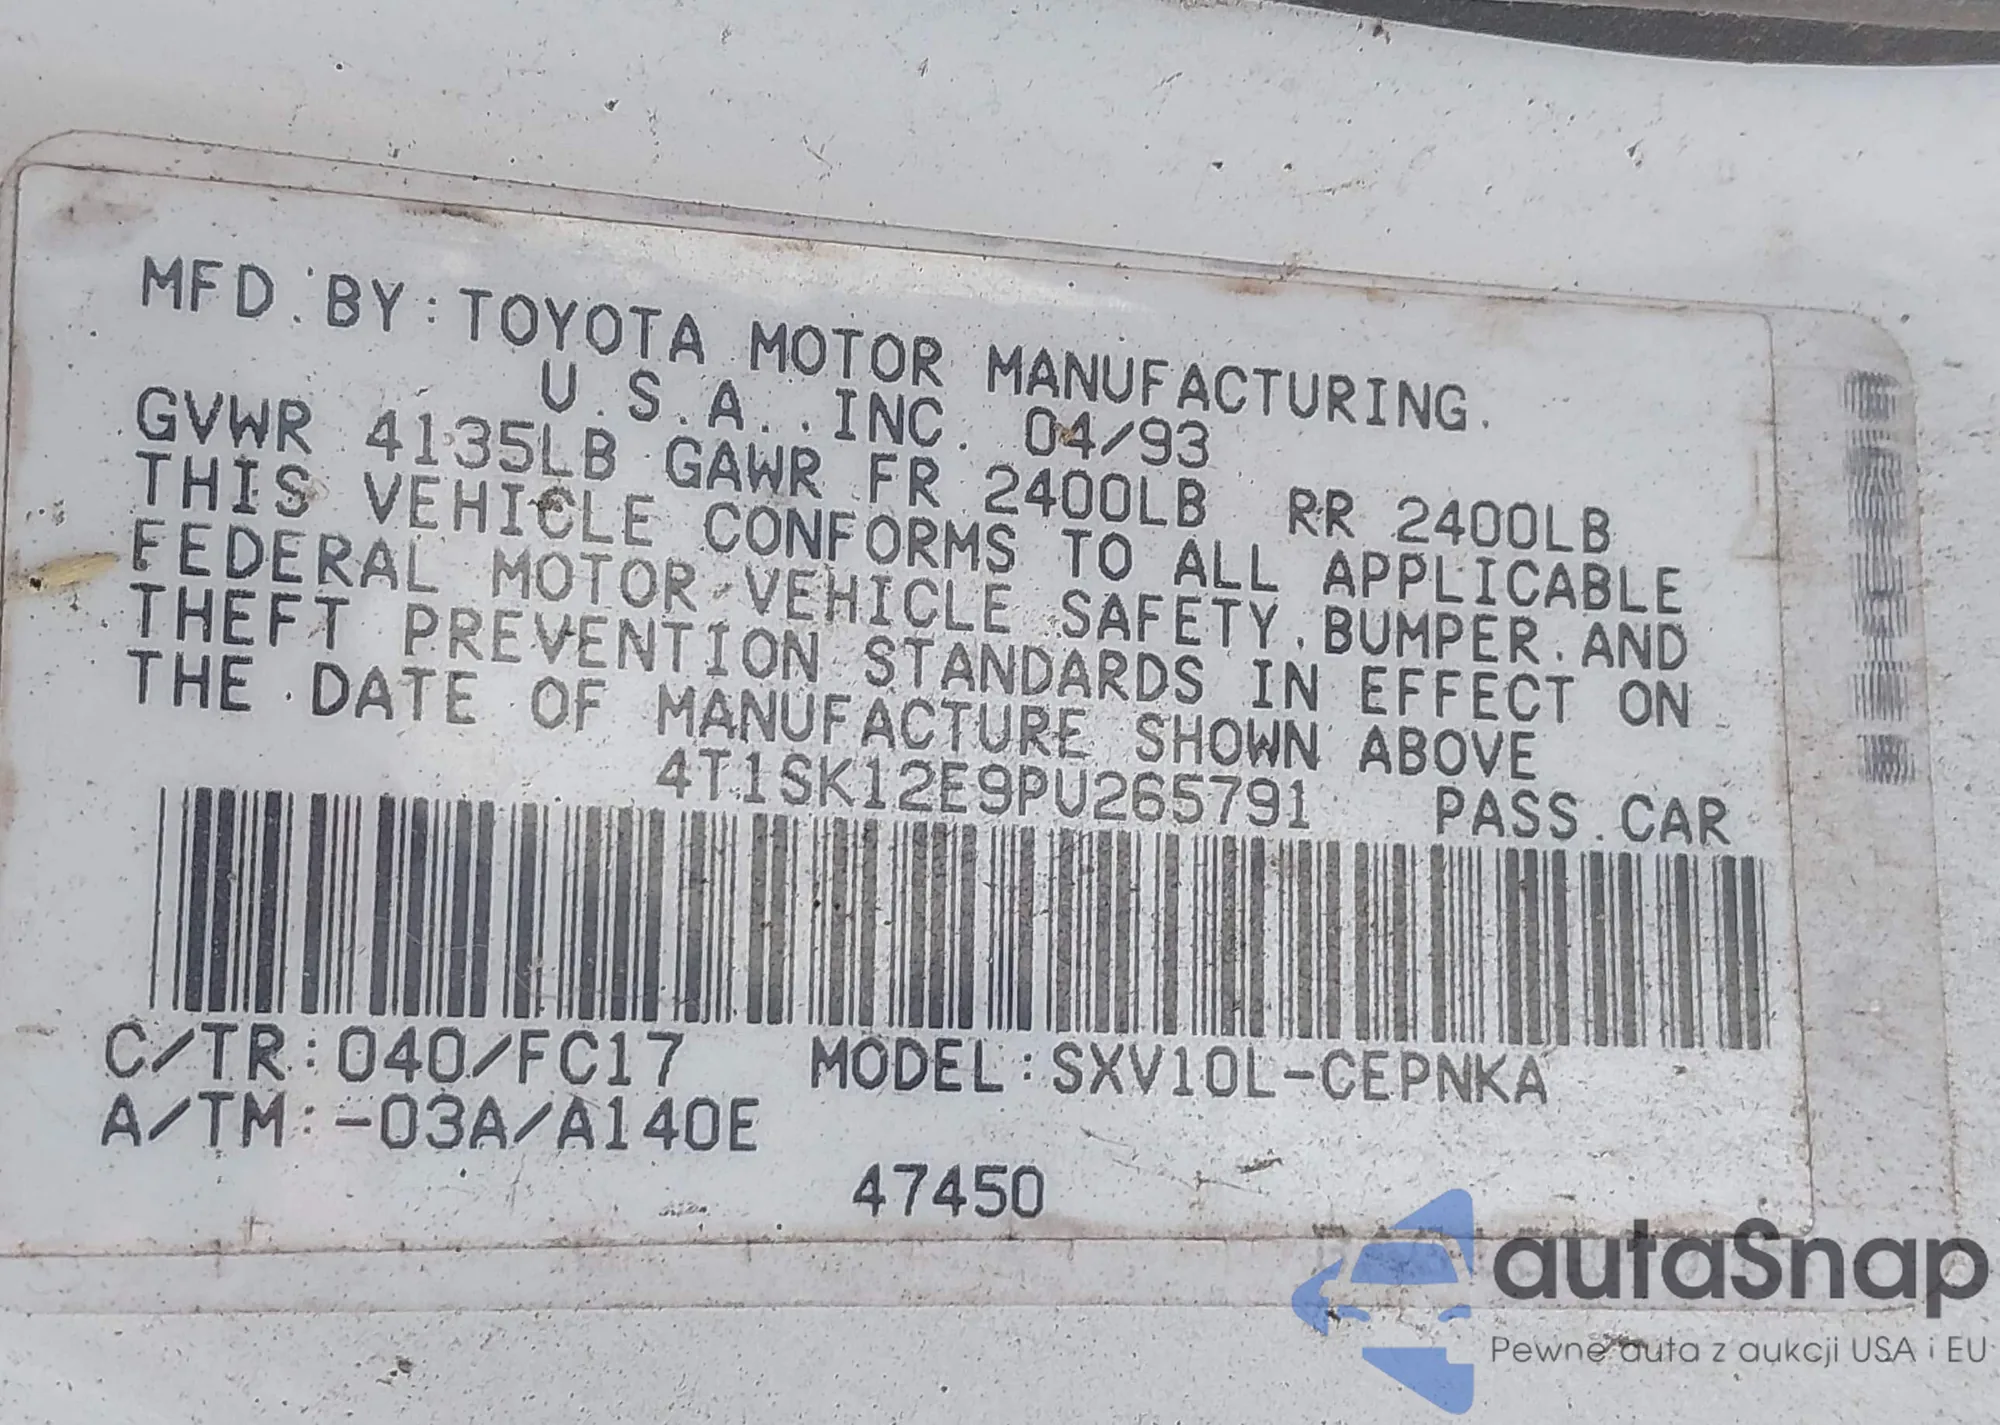 MFD. BY: TOYOTA MOTOR MANUFACTURING.
U.S.A., INC. 04/93
GVWR 4135LB GAWR FR 2400LB RR 2400LB
THIS VEHICLE CONFORMS TO ALL APPLICABLE
FEDERAL MOTOR VEHICLE SAFETY, BUMPER, AND
THEFT PREVENTION STANDARDS IN EFFECT ON
THE DATE OF MANUFACTURE SHOWN ABOVE
4T1SK12E9PU265791 PASS. CAR
C/TR: 040/FC17 MODEL: SXV10L-CEPNKA
A/TM: -03A/A140E
47450
autaSnap
Pewne auta z aukcji USA i EU